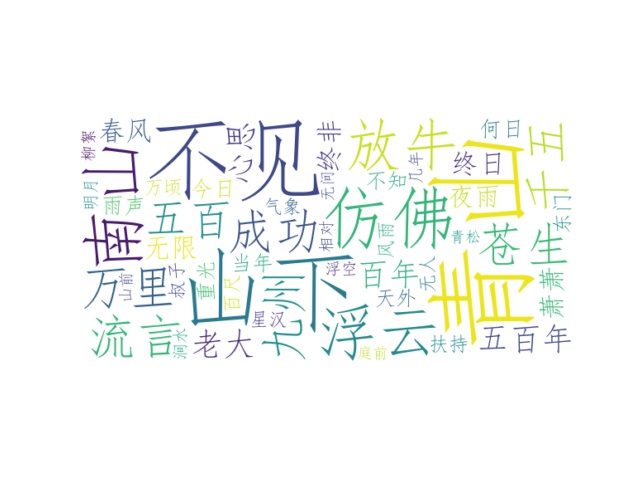 不见
青山
山下
仿佛
南山
浮云
放牛
十五
苍生
万里
流言
五百
成功
九州
心思
终非
春风
柳絮
明月
雨声
万顷
今日
无限
山前
叔子
重光
当年
百尺
星汉
老大
涧水
气象
无问
相对
几年
不知
风雨
浮空
百年
天外
无人
青松
夜雨
终日
何日
东门
萧萧
五百年
扶持
庭前